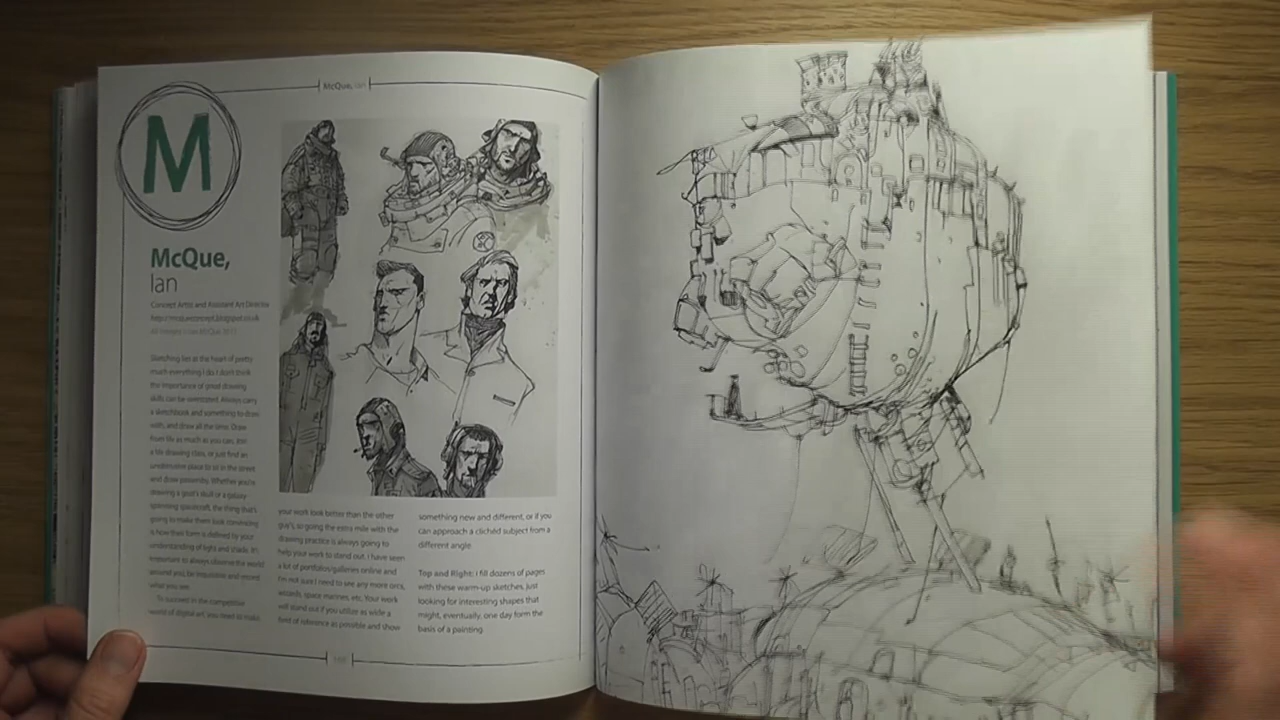 McQue, Ian
M
McQue,
Ian
Concept Artist and Assistant Art Director
http://mcqueconcept.blogspot.co.uk
All images © Ian McQue
Sketching lies at the heart of pretty
much everything I do. I don't think
the importance of great drawing
skills can be overstated. Always carry
a sketchbook and something to draw
with, and draw all the time. Draw
from life as much as you can, join
a life drawing class, or just find an
unobtrusive place to sit in the street
and draw passersby. Whether you're
drawing a goat's skull or a galaxy
spanning spacecraft, the thing that's
going to make them look convincing
is how their form is defined by your
understanding of light and shade. It's
important to always observe the world
around you, be inquisitive and record
what you see.
To succeed in the competitive
world of digital art, you need to make
your work look better than the other
guy's, so going the extra mile with the
drawing practice is always going to
help your work to stand out. I have seen
a lot of portfolios/galleries online and
I'm not sure I need to see any more orcs,
wizards, space marines, etc. Your work
will stand out if you utilize as wide a
field of reference as possible and show
something new and different, or if you
can approach a clichéd subject from a
different angle.
Top and Right: I fill dozens of pages
with these warm-up sketches, just
looking for interesting shapes that
might, eventually, one day form the
basis of a painting.